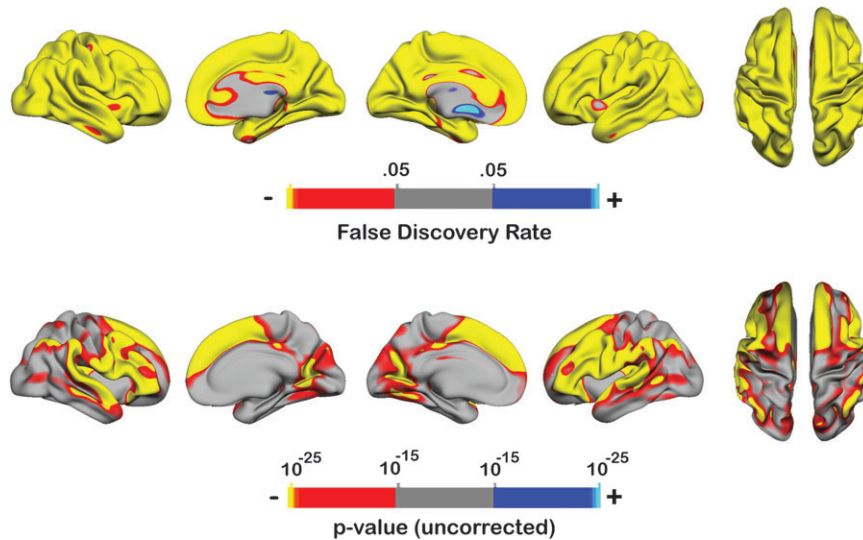 .05 .05
- +
False Discovery Rate
10-25 10-15 10-15 10-25
- +
p-value (uncorrected)